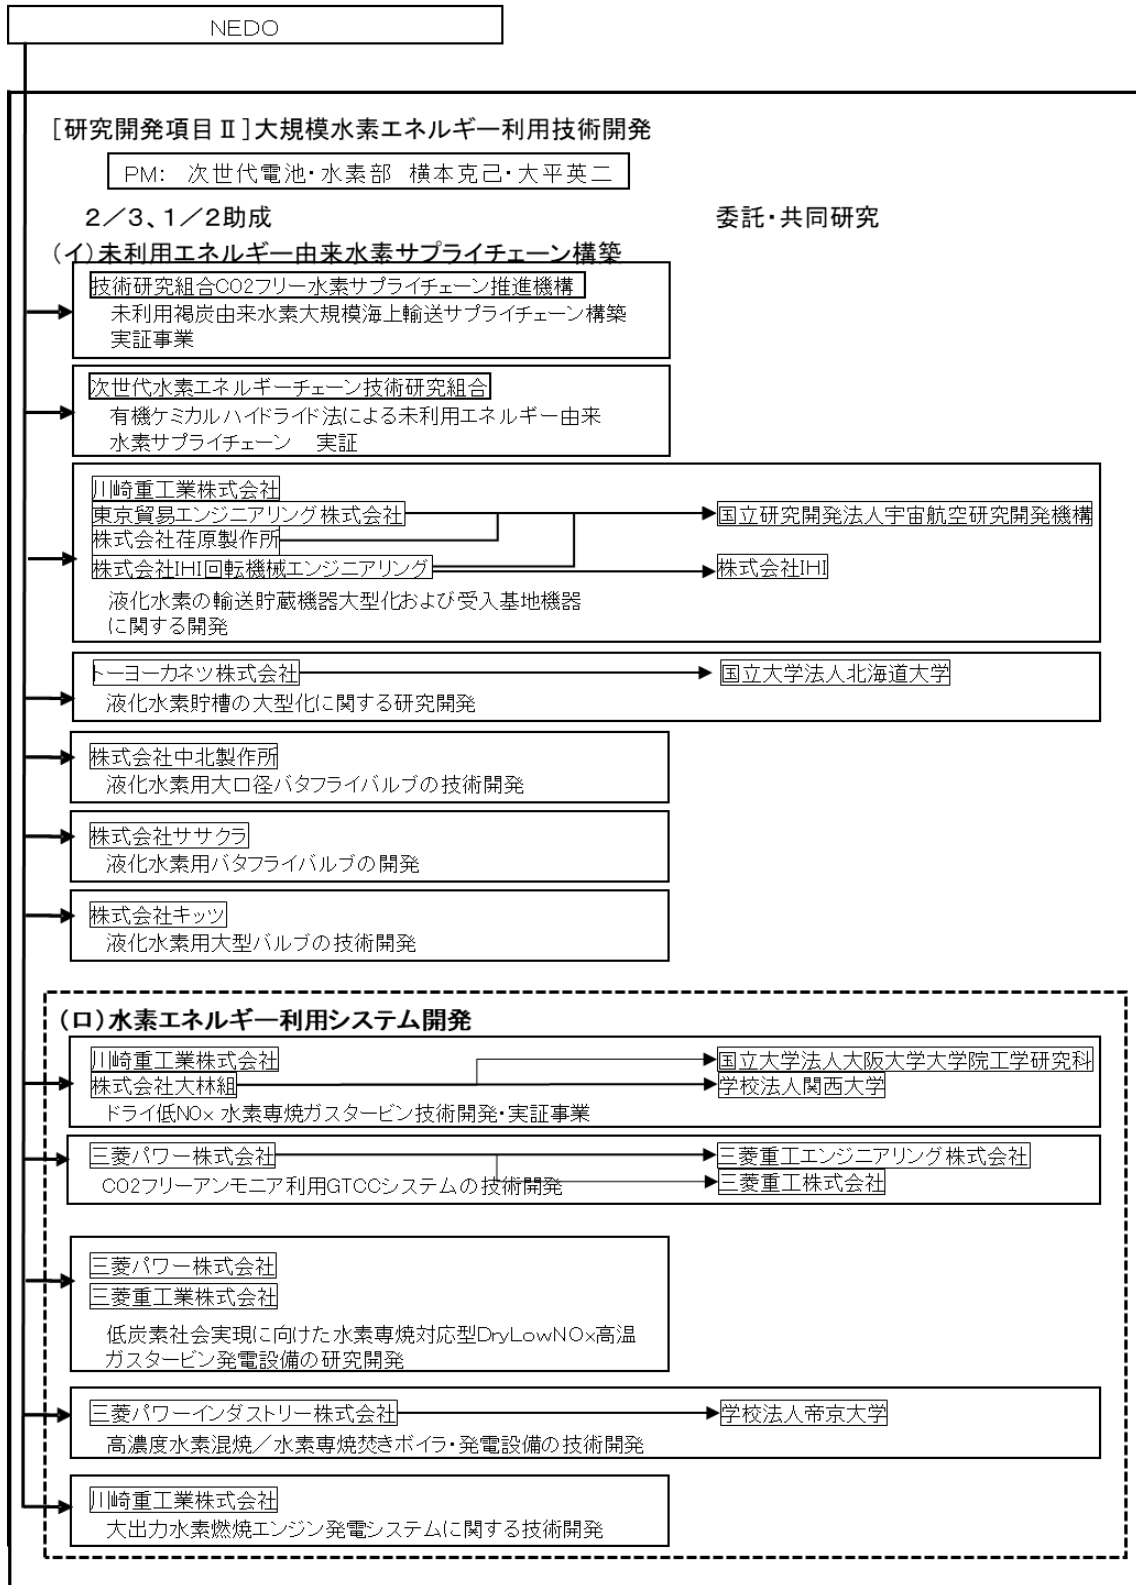 NEDO
[研究開発項目Ⅱ]大規模水素エネルギー利用技術開発
PM: 次世代電池・水素部 横本克己・大平英二
2/3、1/2助成
委託・共同研究
(イ)未利用エネルギー由来水素サプライチェーン構築
技術研究組合CO2フリー水素サプライチェーン推進機構
未利用褐炭由来水素大規模海上輸送サプライチェーン構築
実証事業
次世代水素エネルギーチェーン技術研究組合
有機ケミカルハイドライド法による未利用エネルギー由来
水素サプライチェーン 実証
川崎重工業株式会社
東京貿易エンジニアリング株式会社
国立研究開発法人宇宙航空研究開発機構
株式会社荏原製作所
株式会社IHI回転機械エンジニアリング
株式会社IHI
液化水素の輸送貯蔵機器大型化および受入基地機器
に関する開発
トーヨーカネツ株式会社
国立大学法人北海道大学
液化水素貯槽の大型化に関する研究開発
株式会社中北製作所
液化水素用大口径バタフライバルブの技術開発
株式会社ササクラ
液化水素用バタフライバルブの開発
株式会社キッツ
液化水素用大型バルブの技術開発
(ロ)水素エネルギー利用システム開発
川崎重工業株式会社
国立大学法人大阪大学大学院工学研究科
株式会社大林組
学校法人関西大学
ドライ低NOx 水素専焼ガスタービン技術開発・実証事業
三菱パワー株式会社
三菱重工エンジニアリング株式会社
CO2フリーアンモニア利用GTCCシステムの技術開発
三菱重工株式会社
三菱パワー株式会社
三菱重工業株式会社
低炭素社会実現に向けた水素専焼対応型DryLowNOx高温
ガスタービン発電設備の研究開発
三菱パワーインダストリー株式会社
学校法人帝京大学
高濃度水素混焼/水素専焼焚きボイラ・発電設備の技術開発
川崎重工業株式会社
大出力水素燃焼エンジン発電システムに関する技術開発